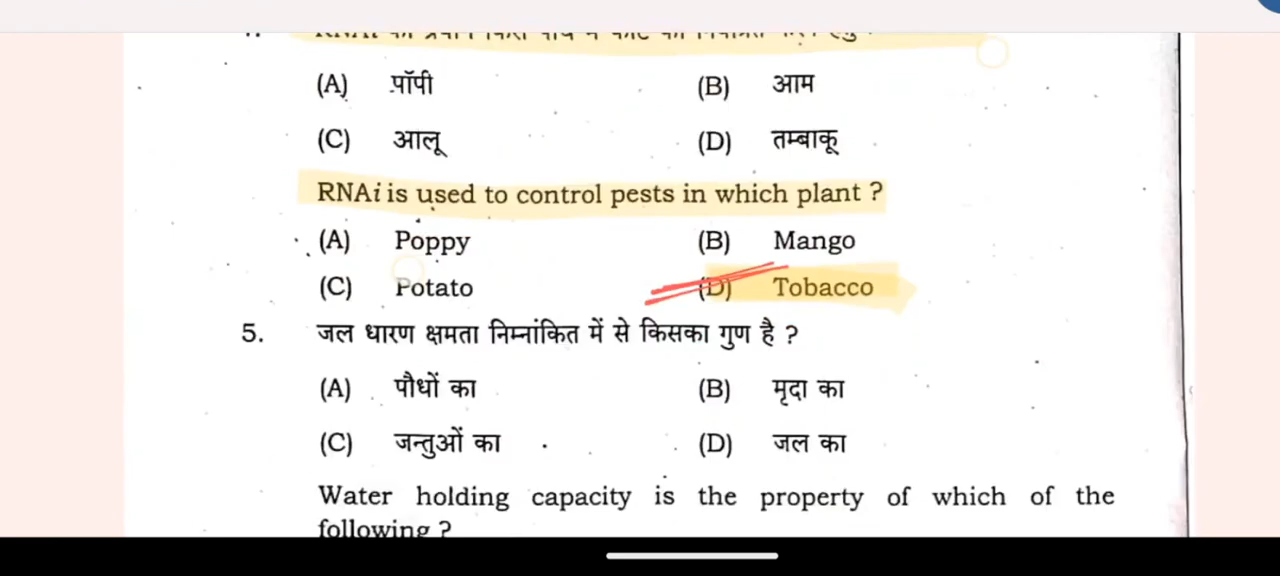 (A) पॉपी (B) आम
(C) आलू (D) तम्बाकू
RNAi is used to control pests in which plant ?
(A) Poppy (B) Mango
(C) Potato (D) Tobacco
5. जल धारण क्षमता निम्नांकित में से किसका गुण है ?
(A) पौधों का (B) मृदा का
(C) जन्तुओं का (D) जल का
Water holding capacity is the property of which of the
following ?